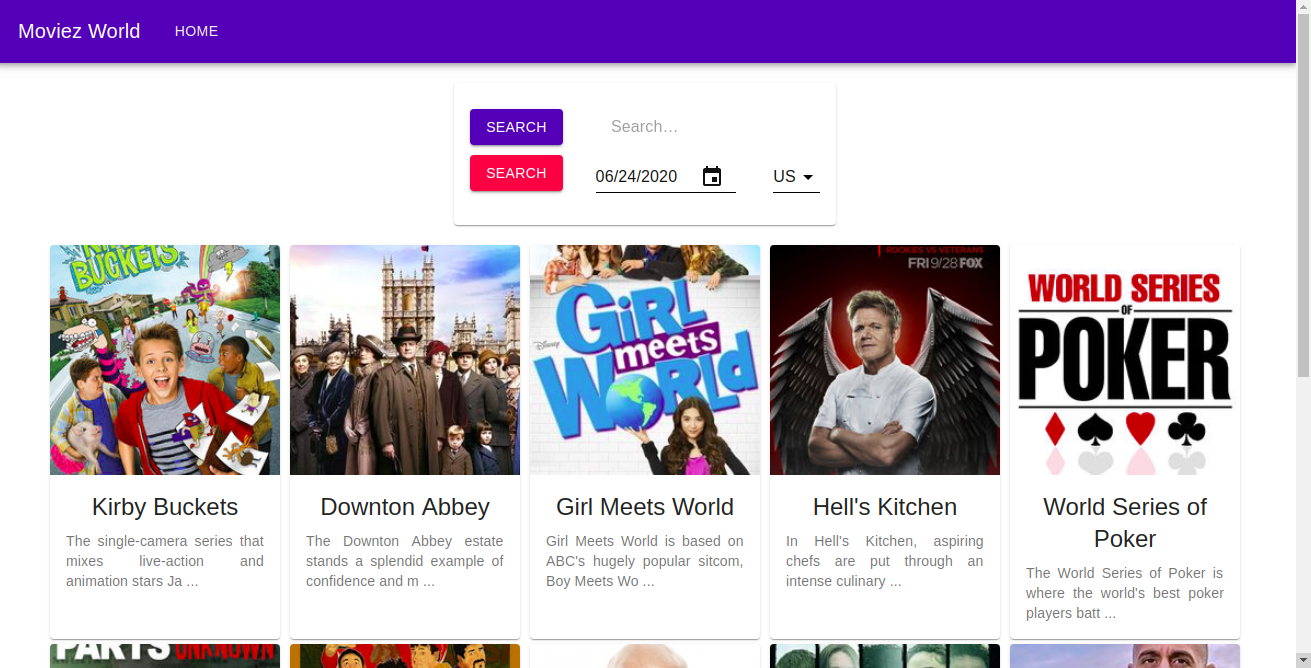 Moviez World HOME
SEARCH Search…
SEARCH 06/24/2020 US
BUCKETS
GiRL
meets
WORLD
Disney
ROOKIES VS VETERANS
FRI 9/28 FOX
WORLD SERIES
OF
POKER
Kirby Buckets
The single-camera series that
mixes live-action and
animation stars Ja ...
Downton Abbey
The Downton Abbey estate
stands a splendid example of
confidence and m ...
Girl Meets World
Girl Meets World is based on
ABC's hugely popular sitcom,
Boy Meets Wo ...
Hell's Kitchen
In Hell's Kitchen, aspiring
chefs are put through an
intense culinary ...
World Series of
Poker
The World Series of Poker is
where the world's best poker
players batt ...
PARTS UNKNOWN